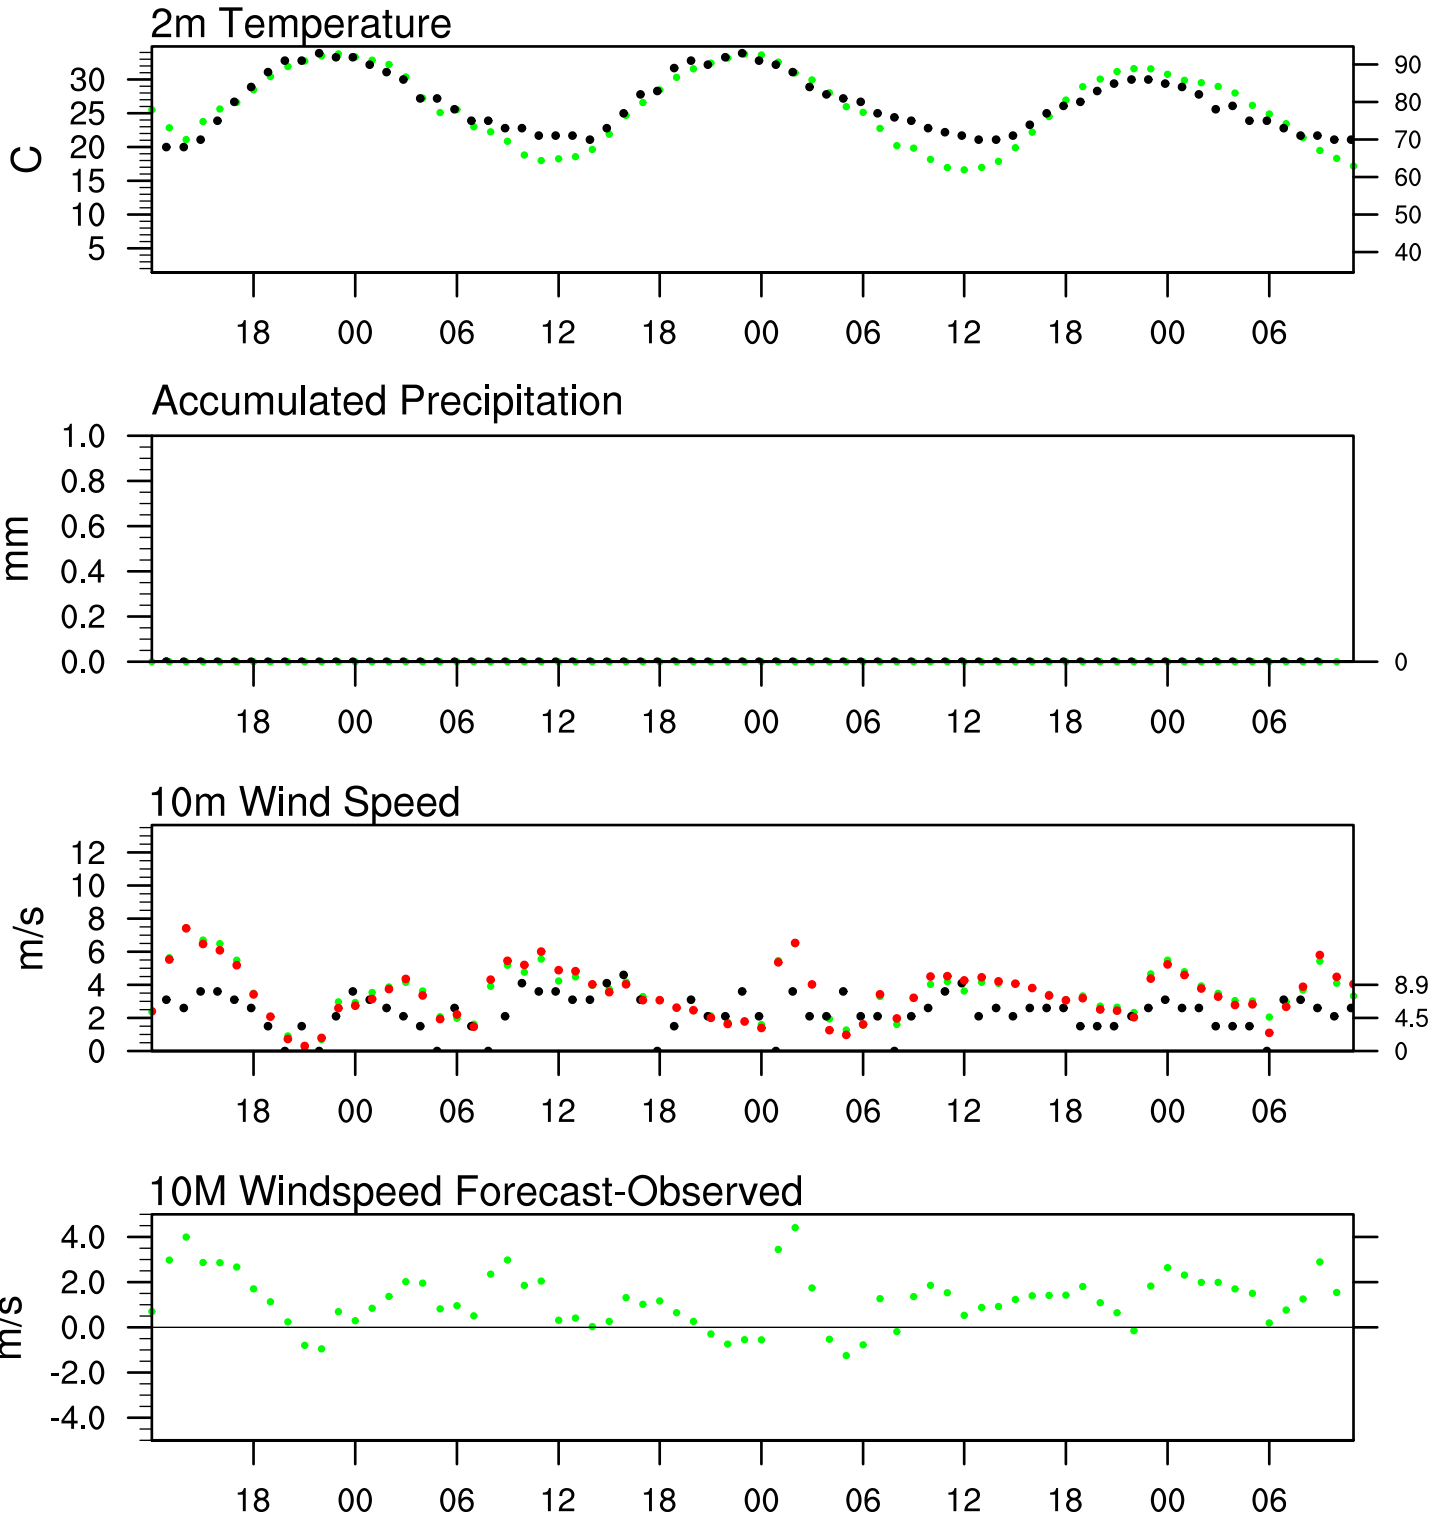 2m Temperature
30 90
25 80
20 70
15 60
10 50
5 40
C
18 00 06 12 18 00 06 12 18 00 06
Accumulated Precipitation
1.0
0.8
0.6
0.4
0.2
0.0 0
mm
18 00 06 12 18 00 06 12 18 00 06
10m Wind Speed
12
10
8
6
4 8.9
2 4.5
0 0
m/s
18 00 06 12 18 00 06 12 18 00 06
10M Windspeed Forecast-Observed
4.0
2.0
0.0
-2.0
-4.0
m/s
18 00 06 12 18 00 06 12 18 00 06